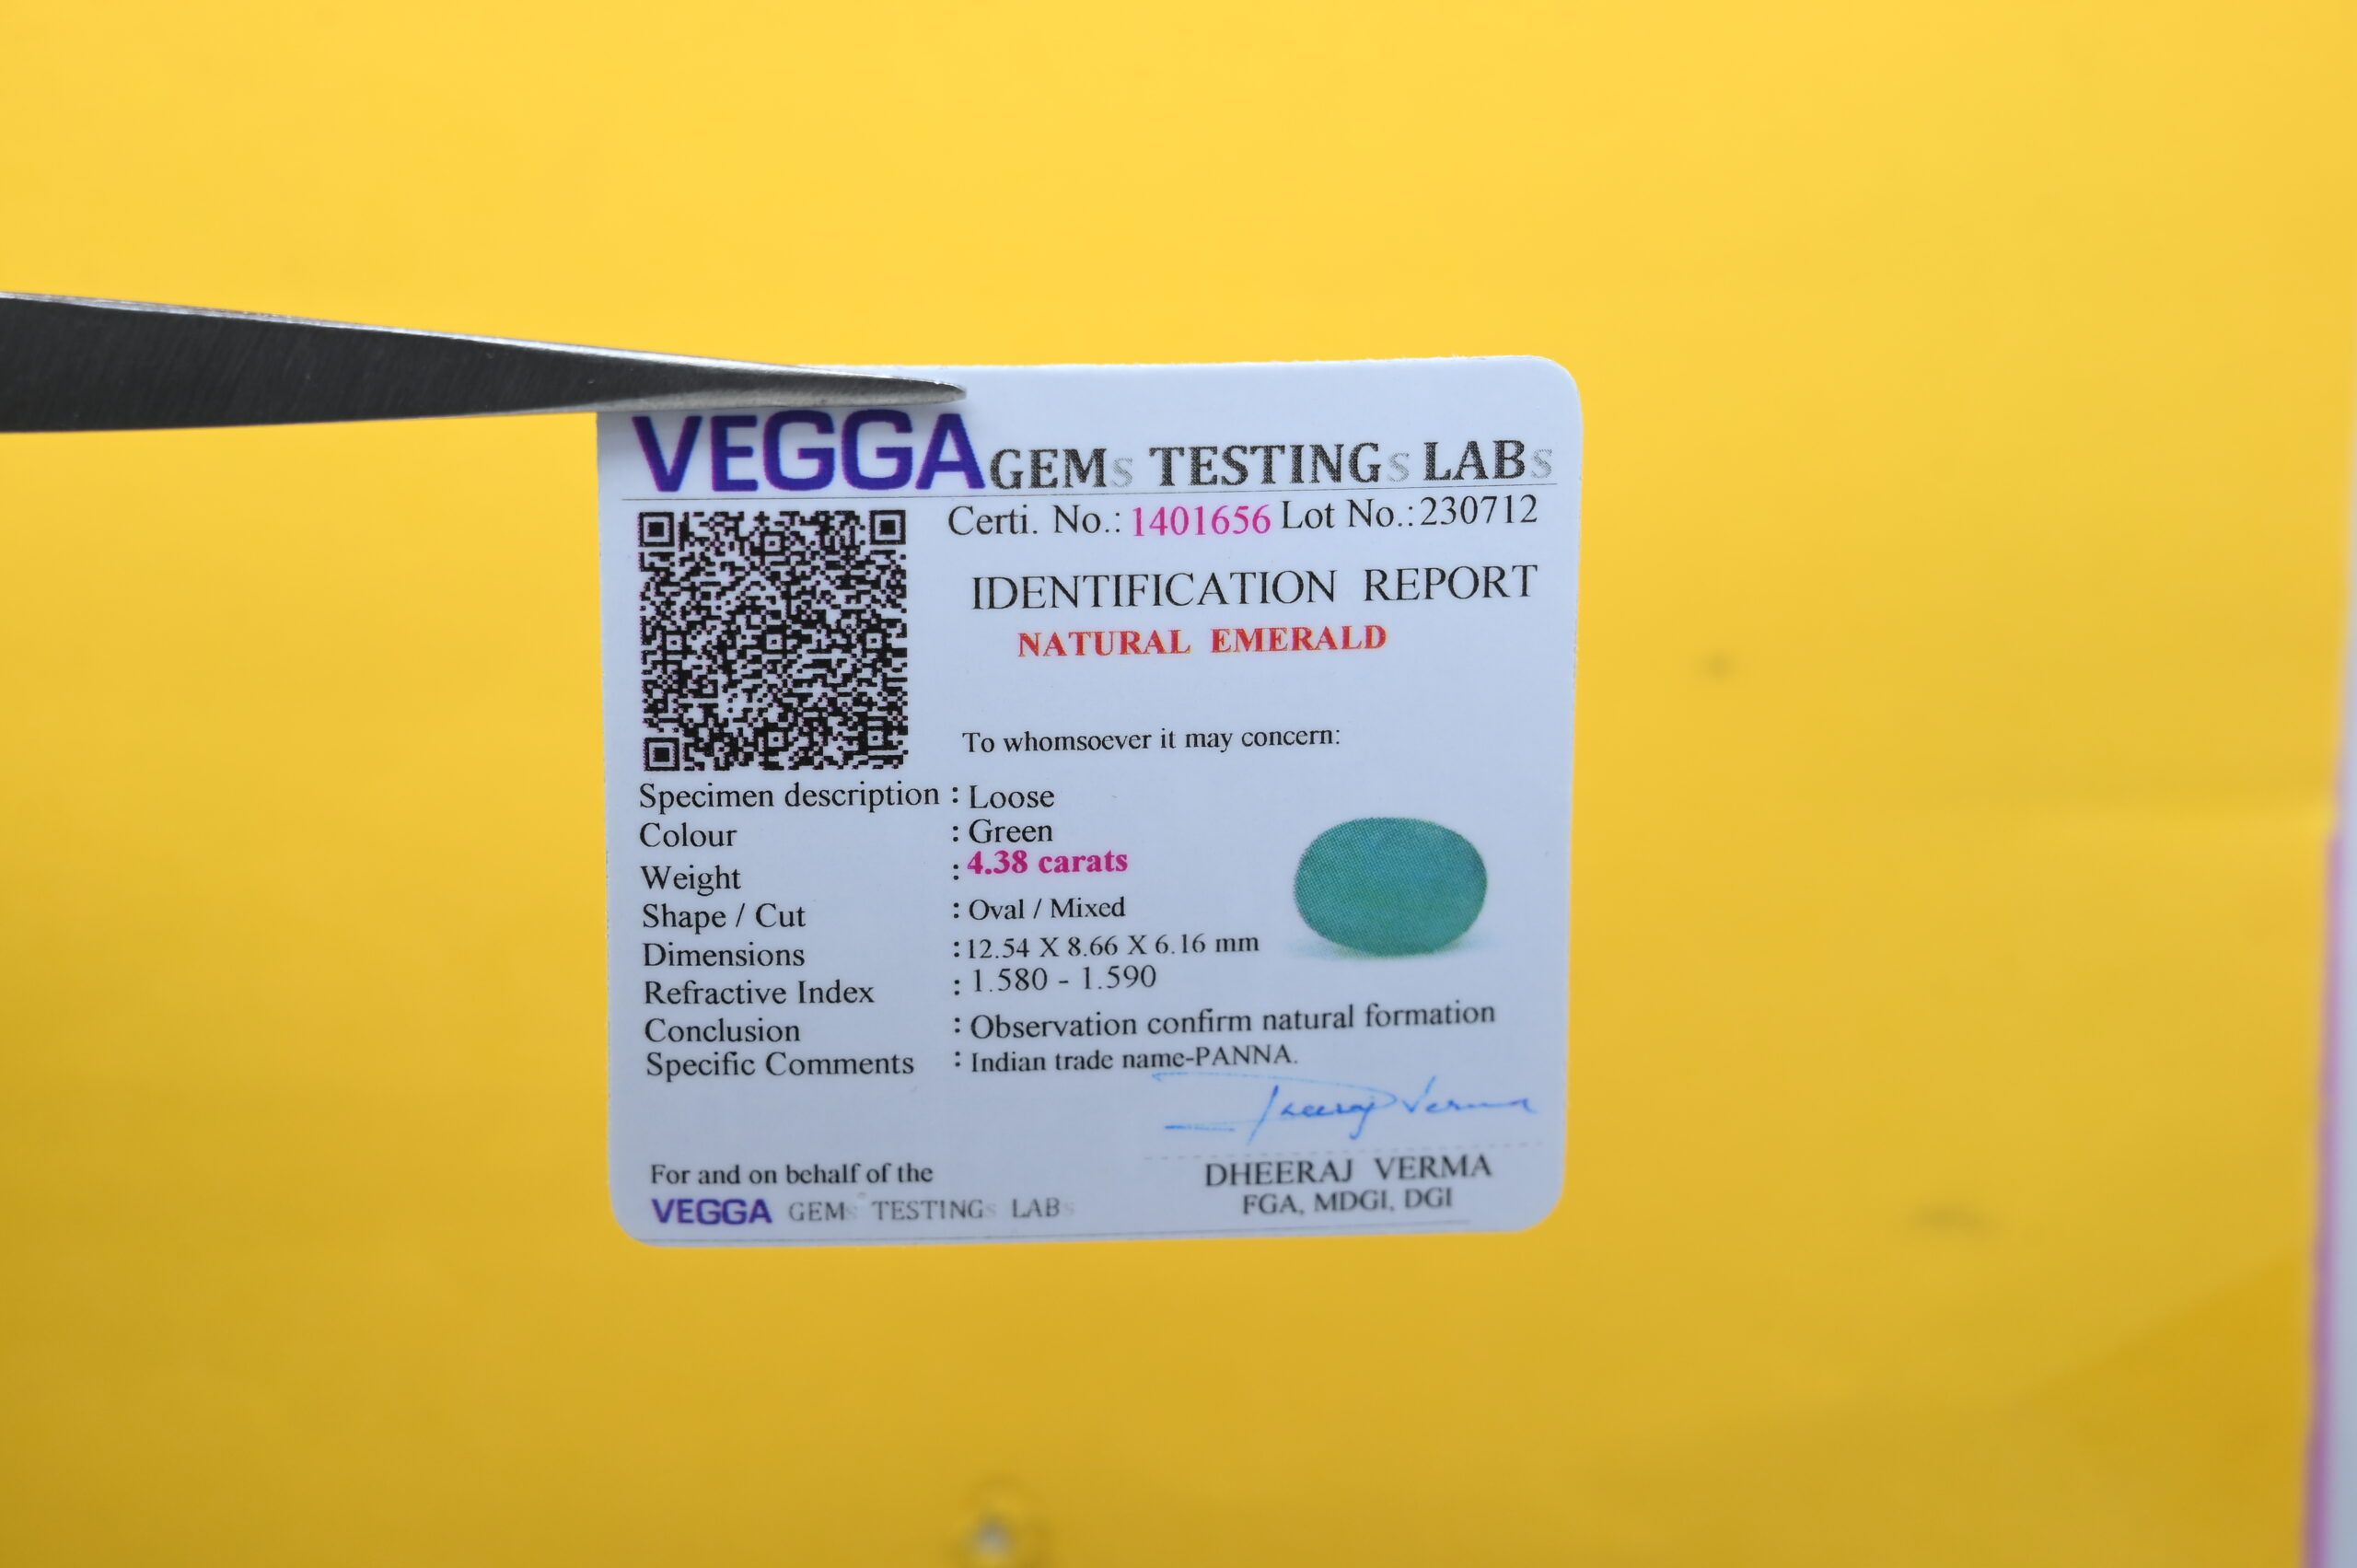 VEGGA GEMs TESTINGs LABs
Certi. No.: 1401656 Lot No.:230712
IDENTIFICATION REPORT
NATURAL EMERALD
To whomsoever it may concern:
Specimen description : Loose
Colour : Green
Weight : 4.38 carats
Shape / Cut : Oval / Mixed
Dimensions :12.54 X 8.66 X 6.16 mm
Refractive Index : 1.580 - 1.590
Conclusion : Observation confirm natural formation
Specific Comments : Indian trade name-PANNA.
Dheeraj Verma
For and on behalf of the
VEGGA GEMs TESTINGs LABs
DHEERAJ VERMA
FGA, MDGI, DGI